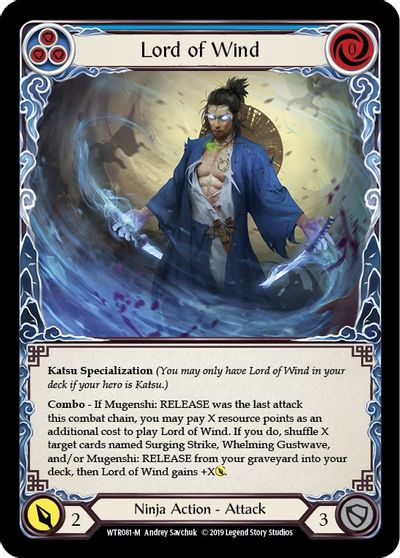 Lord of Wind
0
Katsu Specialization (You may only have Lord of Wind in your
deck if your hero is Katsu.)
Combo - If Mugenshi: RELEASE was the last attack
this combat chain, you may pay X resource points as an
additional cost to play Lord of Wind. If you do, shuffle X
target cards named Surging Strike, Whelming Gustwave,
and/or Mugenshi: RELEASE from your graveyard into your
deck, then Lord of Wind gains +X
2
Ninja Action - Attack
3
WTR081-M Andrey Savchuk © 2019 Legend Story Studios